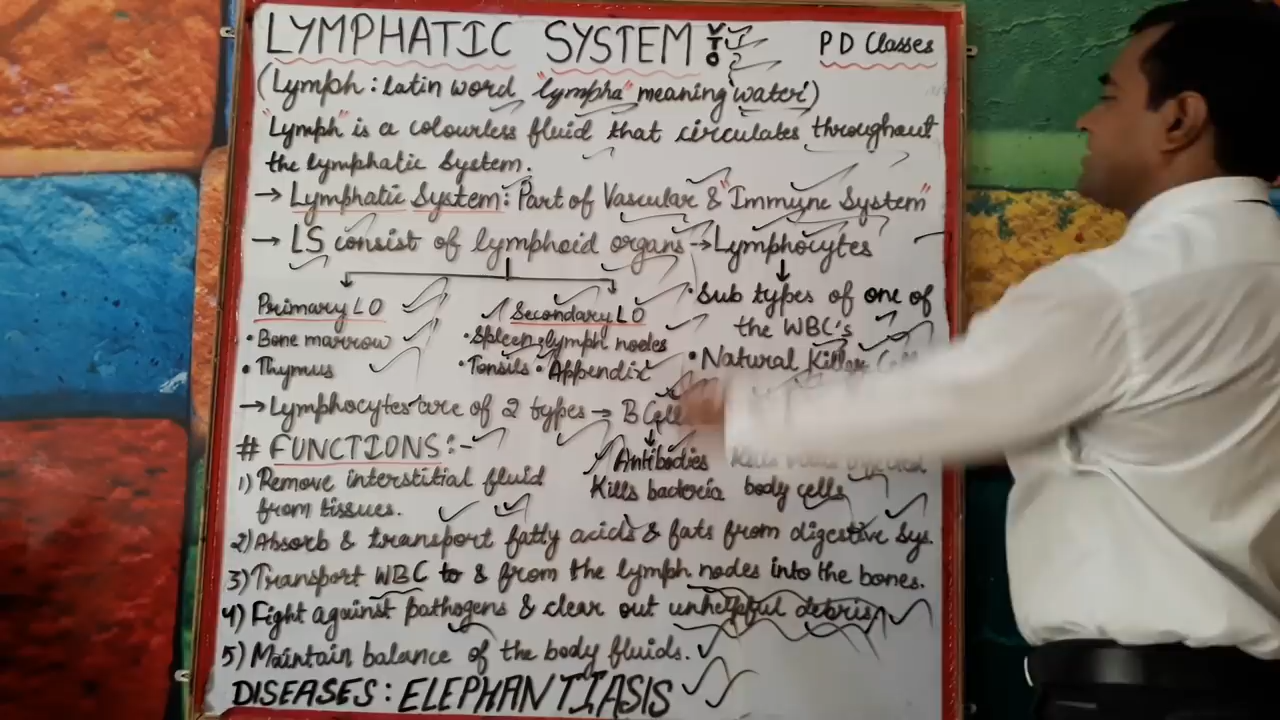 LYMPHATIC SYSTEM
PD Classes
(Lymph : latin word "lympha" meaning water)
"Lymph" is a colourless fluid that circulates throughout
the lymphatic System.
→ Lymphatic System: Part of Vascular & "Immune System"
→ LS consist of lymphoid organs → Lymphocytes
Primary LO
• Bone marrow
• Thymus
Secondary LO
• Spleen • lymph nodes
• Tonsils • Appendix
• Sub types of one of
the WBC's
• Natural Killer
→ Lymphocytes are of 2 types → B Cell
Antibodies
Kills bacteria
body cells
# FUNCTIONS :-
1) Remove interstitial fluid
from tissues.
2) Absorb & transport fatty acids & fats from digestive Sys.
3) Transport WBC to & from the lymph nodes into the bones.
4) Fight against pathogens & clear out unhelpful debris
5) Maintain balance of the body fluids.
DISEASES : ELEPHANTIASIS